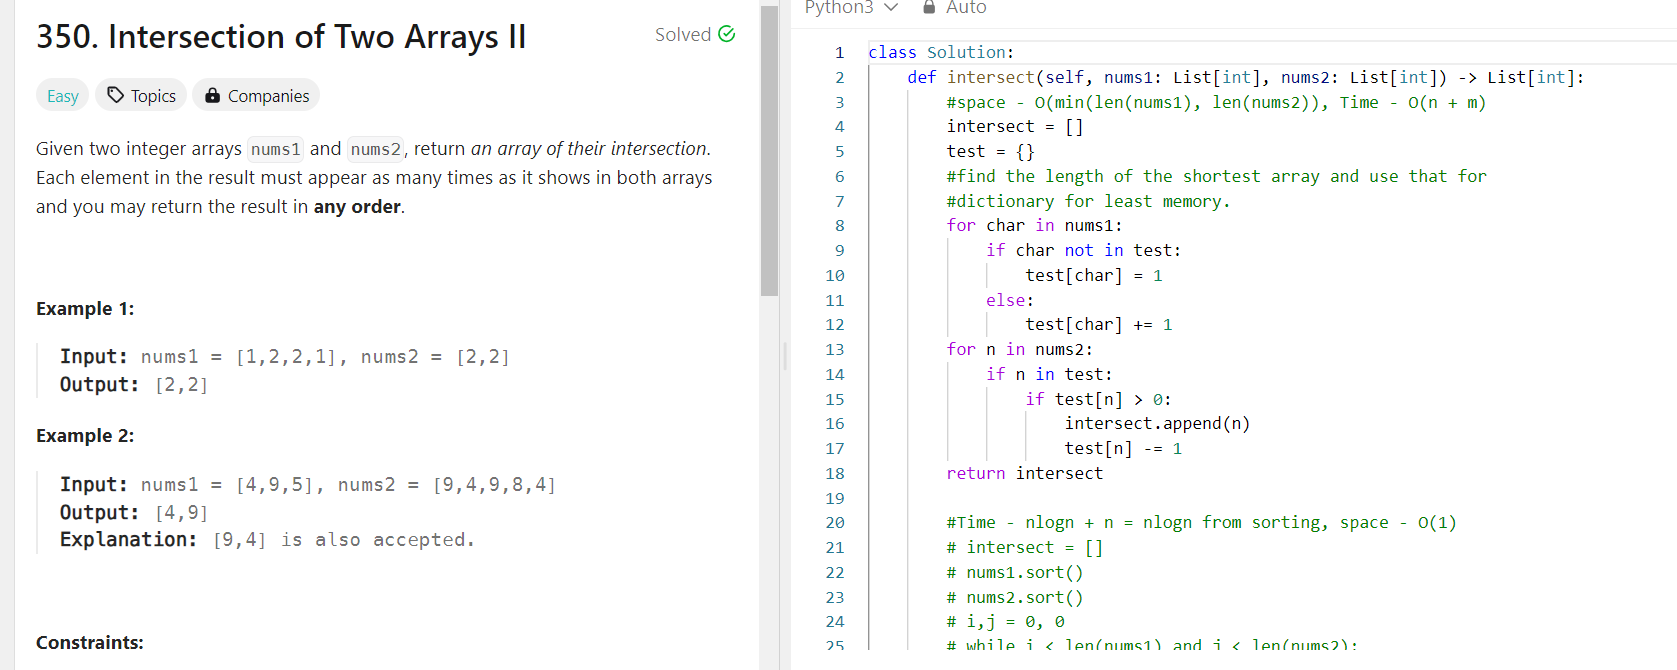 350. Intersection of Two Arrays II
Solved
Easy Topics Companies
Given two integer arrays nums1 and nums2, return an array of their intersection.
Each element in the result must appear as many times as it shows in both arrays
and you may return the result in any order.
Example 1:
Input: nums1 = [1,2,2,1], nums2 = [2,2]
Output: [2,2]
Example 2:
Input: nums1 = [4,9,5], nums2 = [9,4,9,8,4]
Output: [4,9]
Explanation: [9,4] is also accepted.
Constraints:
Python3 Auto
1 class Solution:
2 def intersect(self, nums1: List[int], nums2: List[int]) -> List[int]:
3 #space - O(min(len(nums1), len(nums2)), Time - O(n + m)
4 intersect = []
5 test = {}
6 #find the length of the shortest array and use that for
7 #dictionary for least memory.
8 for char in nums1:
9 if char not in test:
10 test[char] = 1
11 else:
12 test[char] += 1
13 for n in nums2:
14 if n in test:
15 if test[n] > 0:
16 intersect.append(n)
17 test[n] -= 1
18 return intersect
19
20 #Time - nlogn + n = nlogn from sorting, space - O(1)
21 # intersect = []
22 # nums1.sort()
23 # nums2.sort()
24 # i,j = 0, 0
25 # while i < len(nums1) and j < len(nums2):